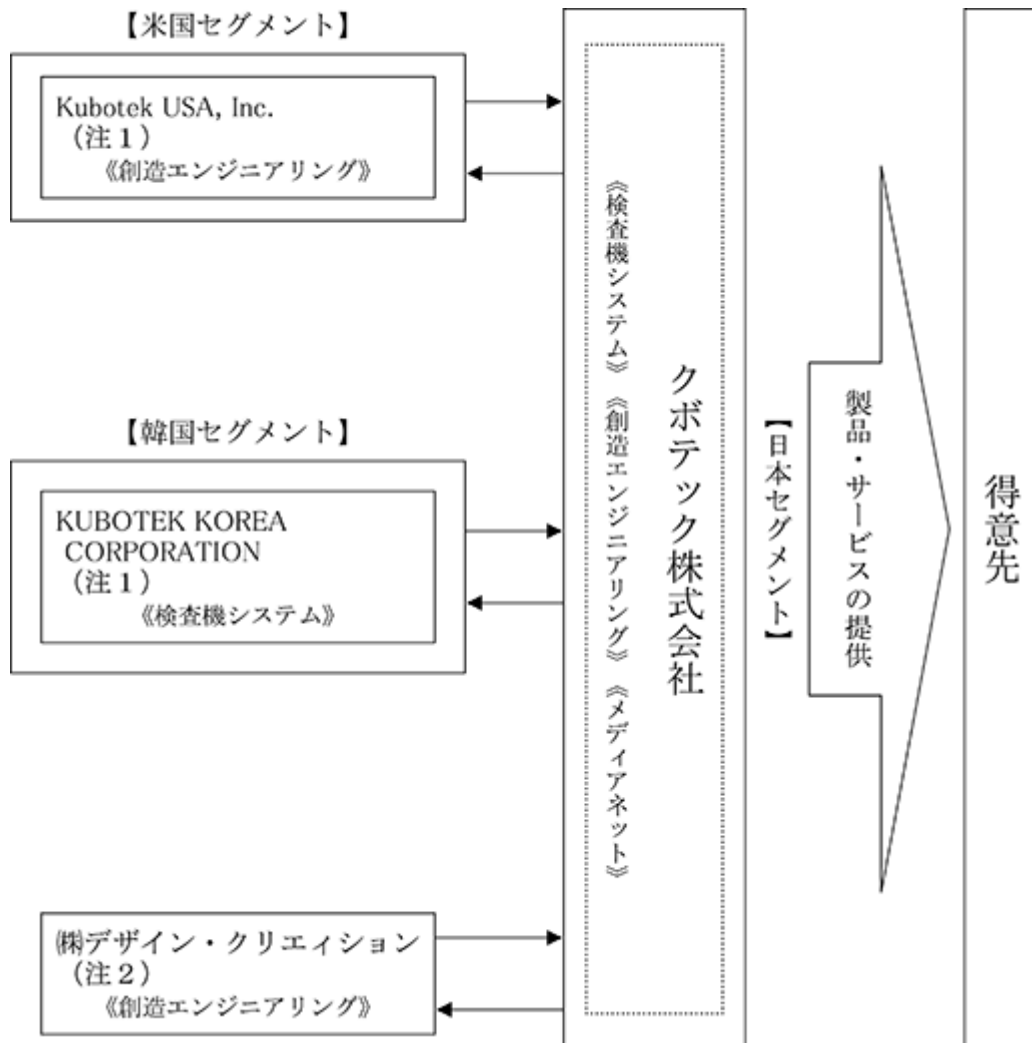 【米国セグメント】
Kubotek USA, Inc.
（注１）
《創造エンジニアリング》
【韓国セグメント】
KUBOTEK KOREA
CORPORATION
（注１）
《検査機システム》
㈱デザイン・クリエィション
（注２）
《創造エンジニアリング》
クボテック株式会社
《検査機システム》《創造エンジニアリング》《メディアネット》
【日本セグメント】
製品・サービスの提供
得意先